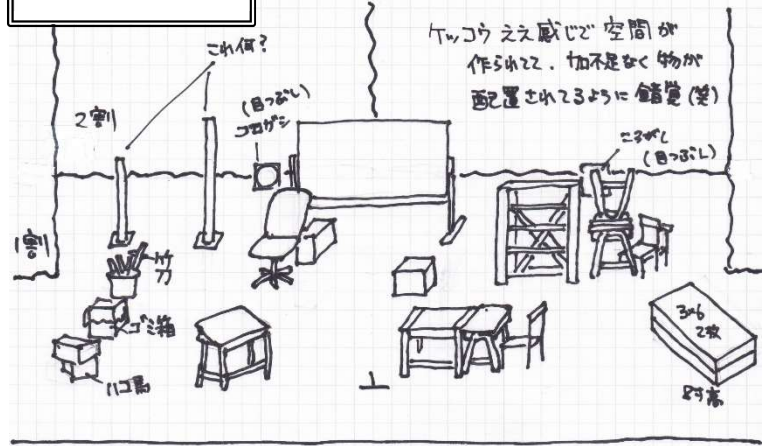 ケッコウ ええ感じで 空間が
作られてて、加不足なく物が
配置されてるように 錯覚(笑)
これ何?
2割
(目つぶし)
コロガシ
ころがし
(目つぶし)
1割
竹刀
ゴミ箱
ハコ馬
3×6
2枚
8寸高